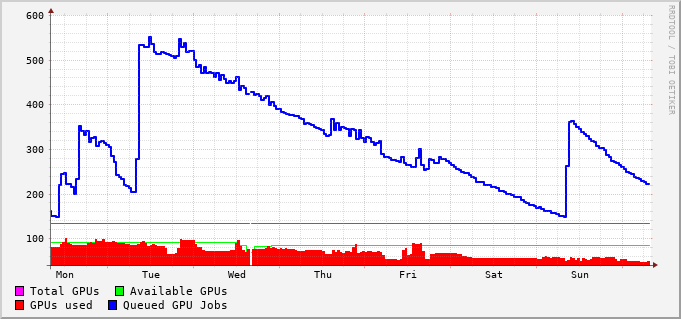 600
500
400
300
200
100
Mon Tue Wed Thu Fri Sat Sun
Total GPUs Available GPUs
GPUs used Queued GPU Jobs
RRDTOOL / TOBI OETIKER